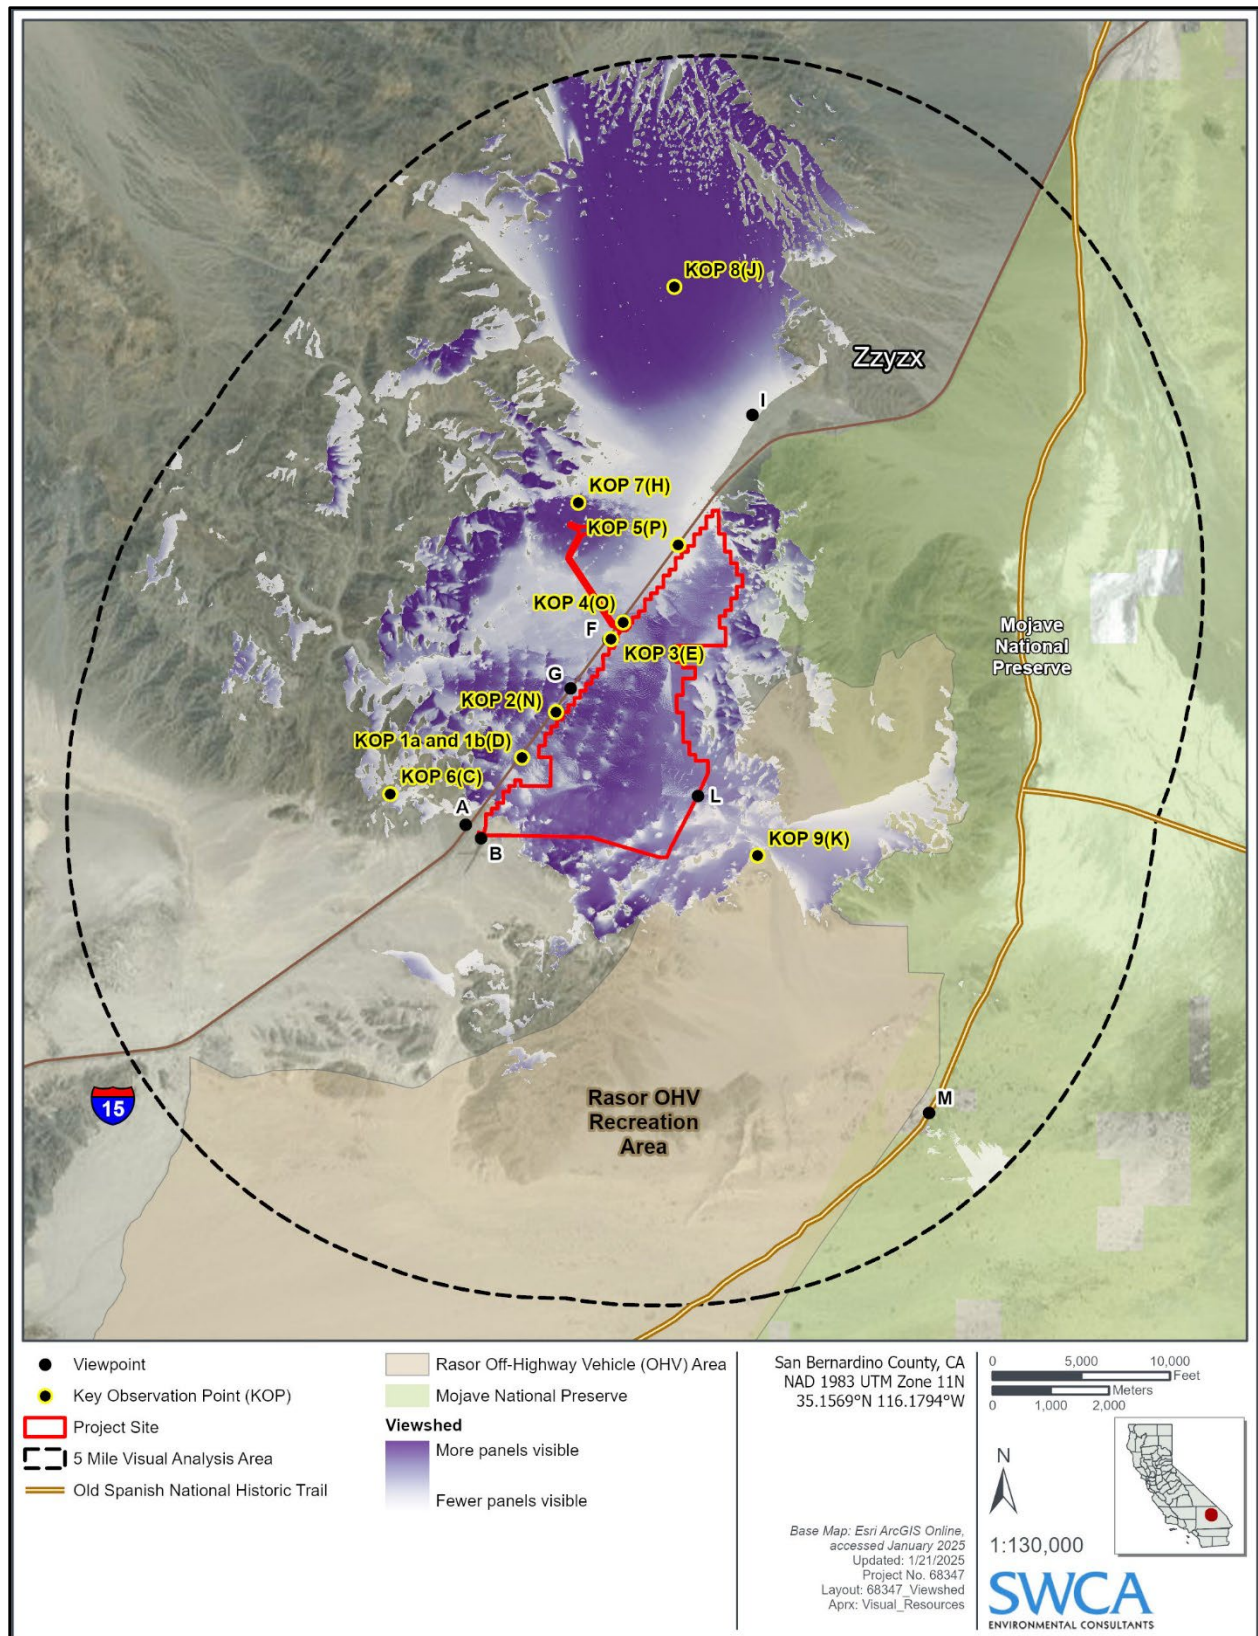 KOP 8(J)
Zzyzx
I
KOP 7(H)
KOP 5(P)
KOP 4(O)
F
KOP 3(E)
Mojave
National
Preserve
G
KOP 2(N)
KOP 1a and 1b(D)
KOP 6(C)
L
A
B
KOP 9(K)
15
Rasor OHV
Recreation
Area
M
Viewpoint
Key Observation Point (KOP)
Project Site
5 Mile Visual Analysis Area
Old Spanish National Historic Trail
Rasor Off-Highway Vehicle (OHV) Area
Mojave National Preserve
Viewshed
More panels visible
Fewer panels visible
San Bernardino County, CA
NAD 1983 UTM Zone 11N
35.1569°N 116.1794°W
Base Map: Esri ArcGIS Online,
accessed January 2025
Updated: 1/21/2025
Project No. 68347
Layout: 68347_Viewshed
Aprx: Visual_Resources
0 5,000 10,000
Feet
Meters
0 1,000 2,000
N
1:130,000
SWCA
ENVIRONMENTAL CONSULTANTS